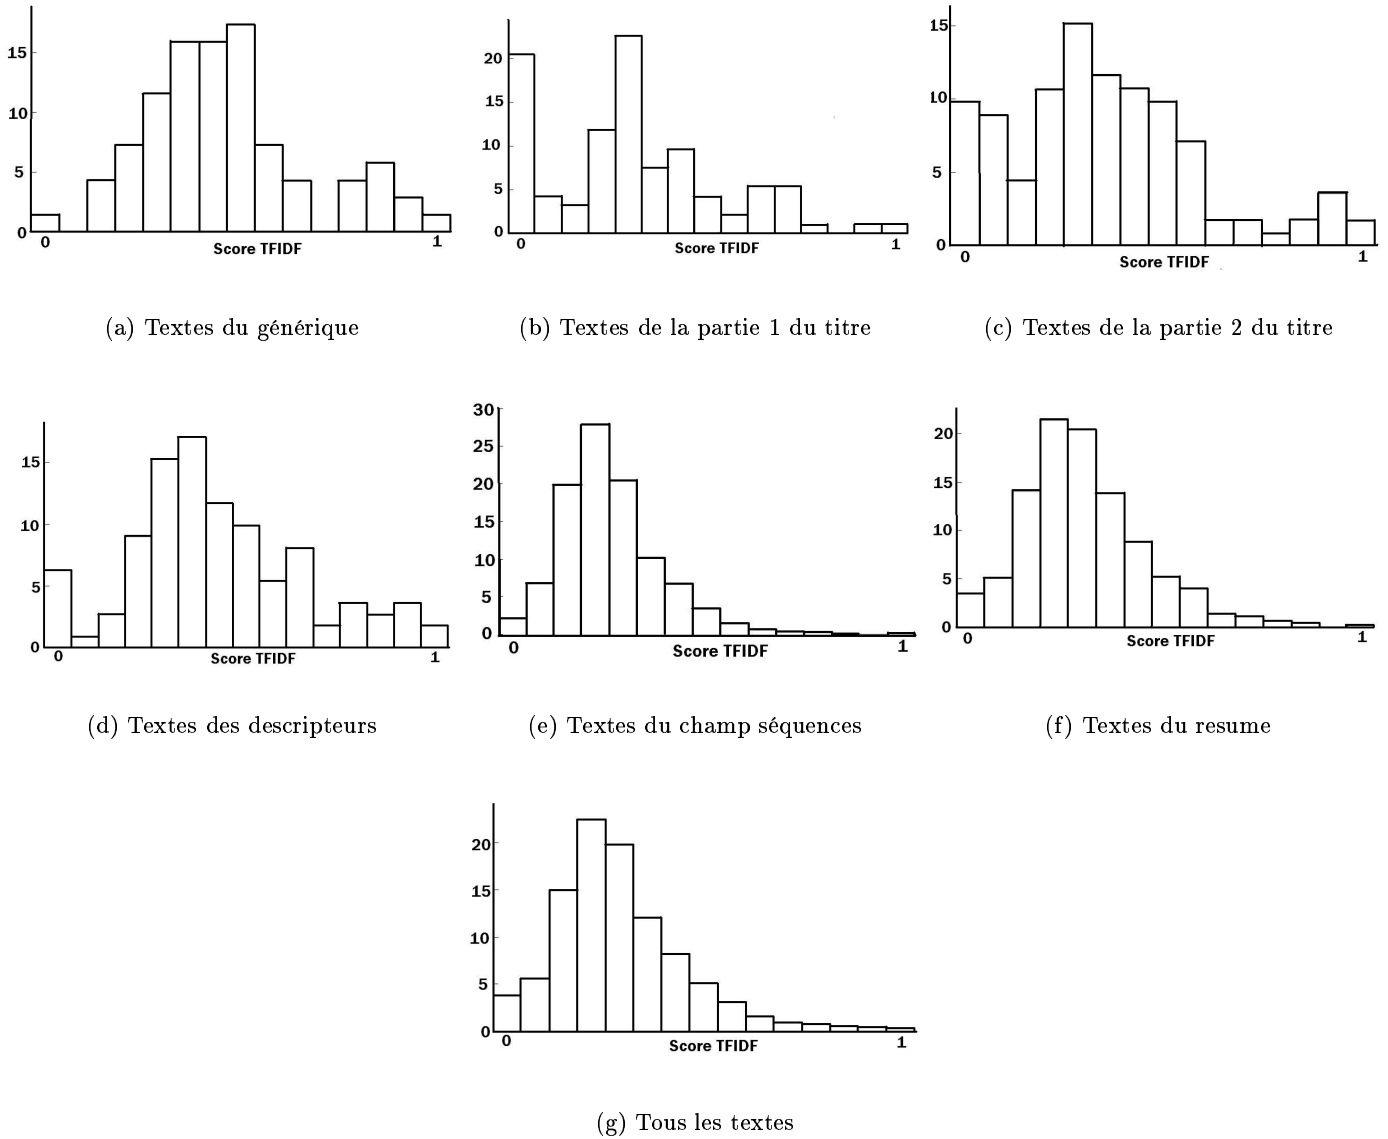 15
10
5
0
0 1
Score TFIDF
(a) Textes du générique
20
15
10
5
0
0 1
Score TFIDF
(b) Textes de la partie 1 du titre
15
10
5
0
0 1
Score TFIDF
(c) Textes de la partie 2 du titre
15
10
5
0
0 1
Score TFIDF
(d) Textes des descripteurs
30
25
20
15
10
5
0
0 1
Score TFIDF
(e) Textes du champ séquences
20
15
10
5
0
0 1
Score TFIDF
(f) Textes du resume
20
15
10
5
0
0 1
Score TFIDF
(g) Tous les textes